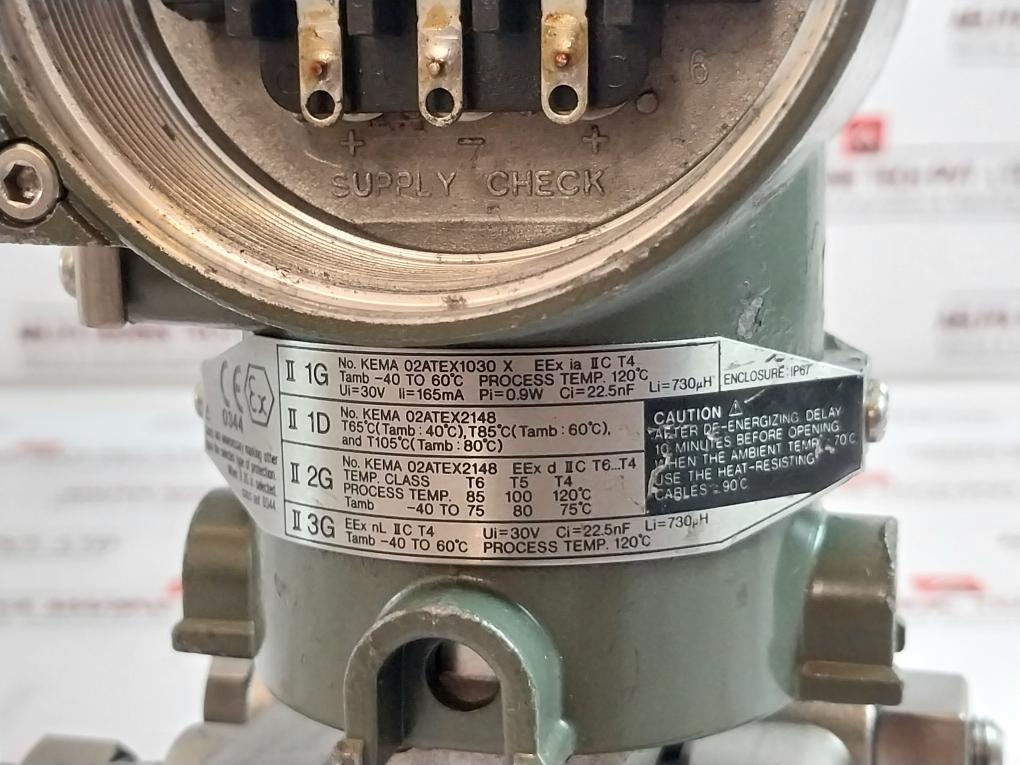 6
+ - +
SUPPLY CHECK
CE
0344
Ex
II 1G
No. KEMA 02ATEX1030 X EEx ia IIC T4
Tamb -40 TO 60°C PROCESS TEMP. 120°C
Ui=30V Ii=165mA Pi=0.9W Ci=22.5nF Li=730µH
ENCLOSURE: IP67
II 1D
No. KEMA 02ATEX2148
T65°C(Tamb: 40°C), T85°C(Tamb: 60°C),
and T105°C(Tamb: 80°C)
II 2G
No. KEMA 02ATEX2148 EEx d IIC T6...T4
TEMP. CLASS T6 T5 T4
PROCESS TEMP. 85 100 120°C
Tamb -40 TO 75 80 75°C
II 3G
EEx nL IIC T4 Ui=30V Ci=22.5nF Li=730µH
Tamb -40 TO 60°C PROCESS TEMP. 120°C
CAUTION ⚠
AFTER DE-ENERGIZING DELAY
10 MINUTES BEFORE OPENING
WHEN THE AMBIENT TEMP. 70°C,
USE THE HEAT-RESISTING
CABLES 90°C